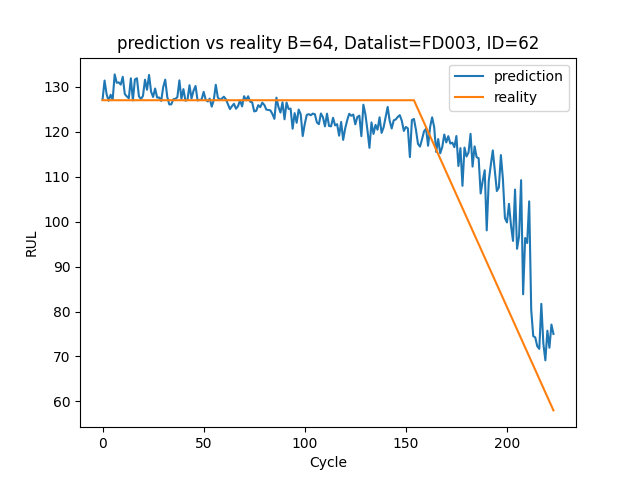 prediction vs reality B=64, Datalist=FD003, ID=62
prediction
reality
130
120
110
100
90
80
70
60
RUL
0
50
100
150
200
Cycle